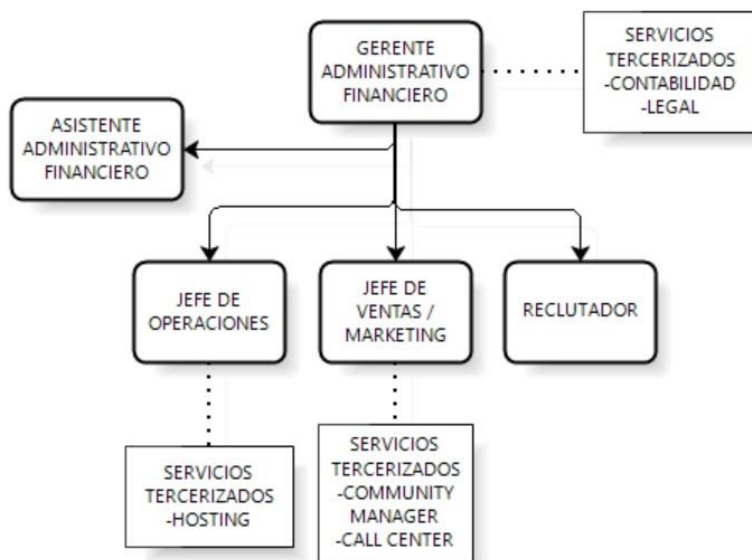 GERENTE
ADMINISTRATIVO
FINANCIERO
SERVICIOS
TERCERIZADOS
-CONTABILIDAD
-LEGAL
ASISTENTE
ADMINISTRATIVO
FINANCIERO
JEFE DE
OPERACIONES
JEFE DE
VENTAS /
MARKETING
RECLUTADOR
SERVICIOS
TERCERIZADOS
-HOSTING
SERVICIOS
TERCERIZADOS
-COMMUNITY
MANAGER
-CALL CENTER